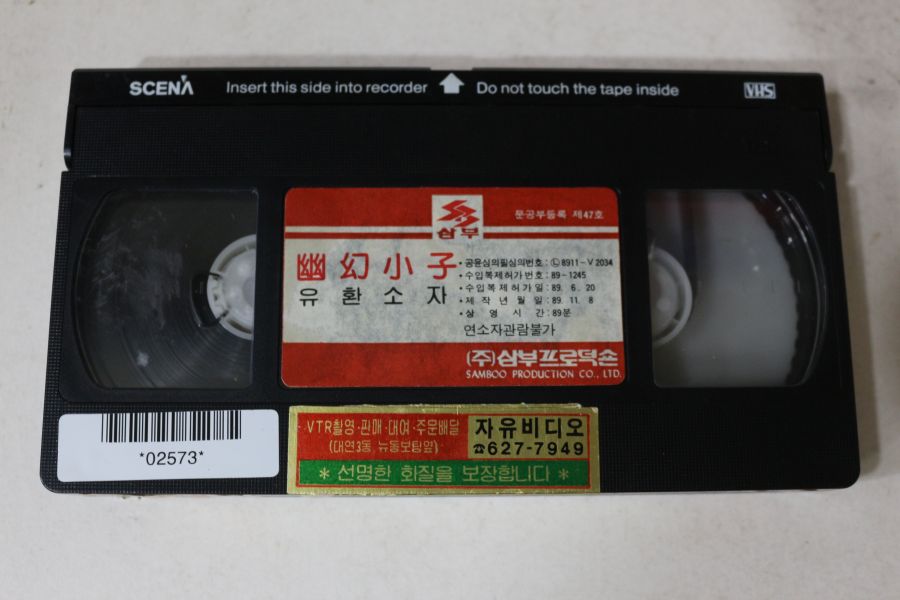 SCENA Insert this side into recorder Do not touch the tape inside VHS
삼부
문공부등록 제47호
幽幻小子
유환소자
•공윤심의필심의번호: Ⓛ8911-V2034
•수입복제허가번호: 89-1245
•수입복제허가일: 89. 6. 20
•제작년월일: 89. 11. 8
•상영시간: 89분
연소자관람불가
(주)삼부프로덕숀
SAMBOO PRODUCTION CO., LTD.
*02573*
VTR촬영·판매·대여·주문배달
(대연3동, 뉴동보탕옆)
자유비디오
☎627-7949
* 선명한 화질을 보장합니다 *